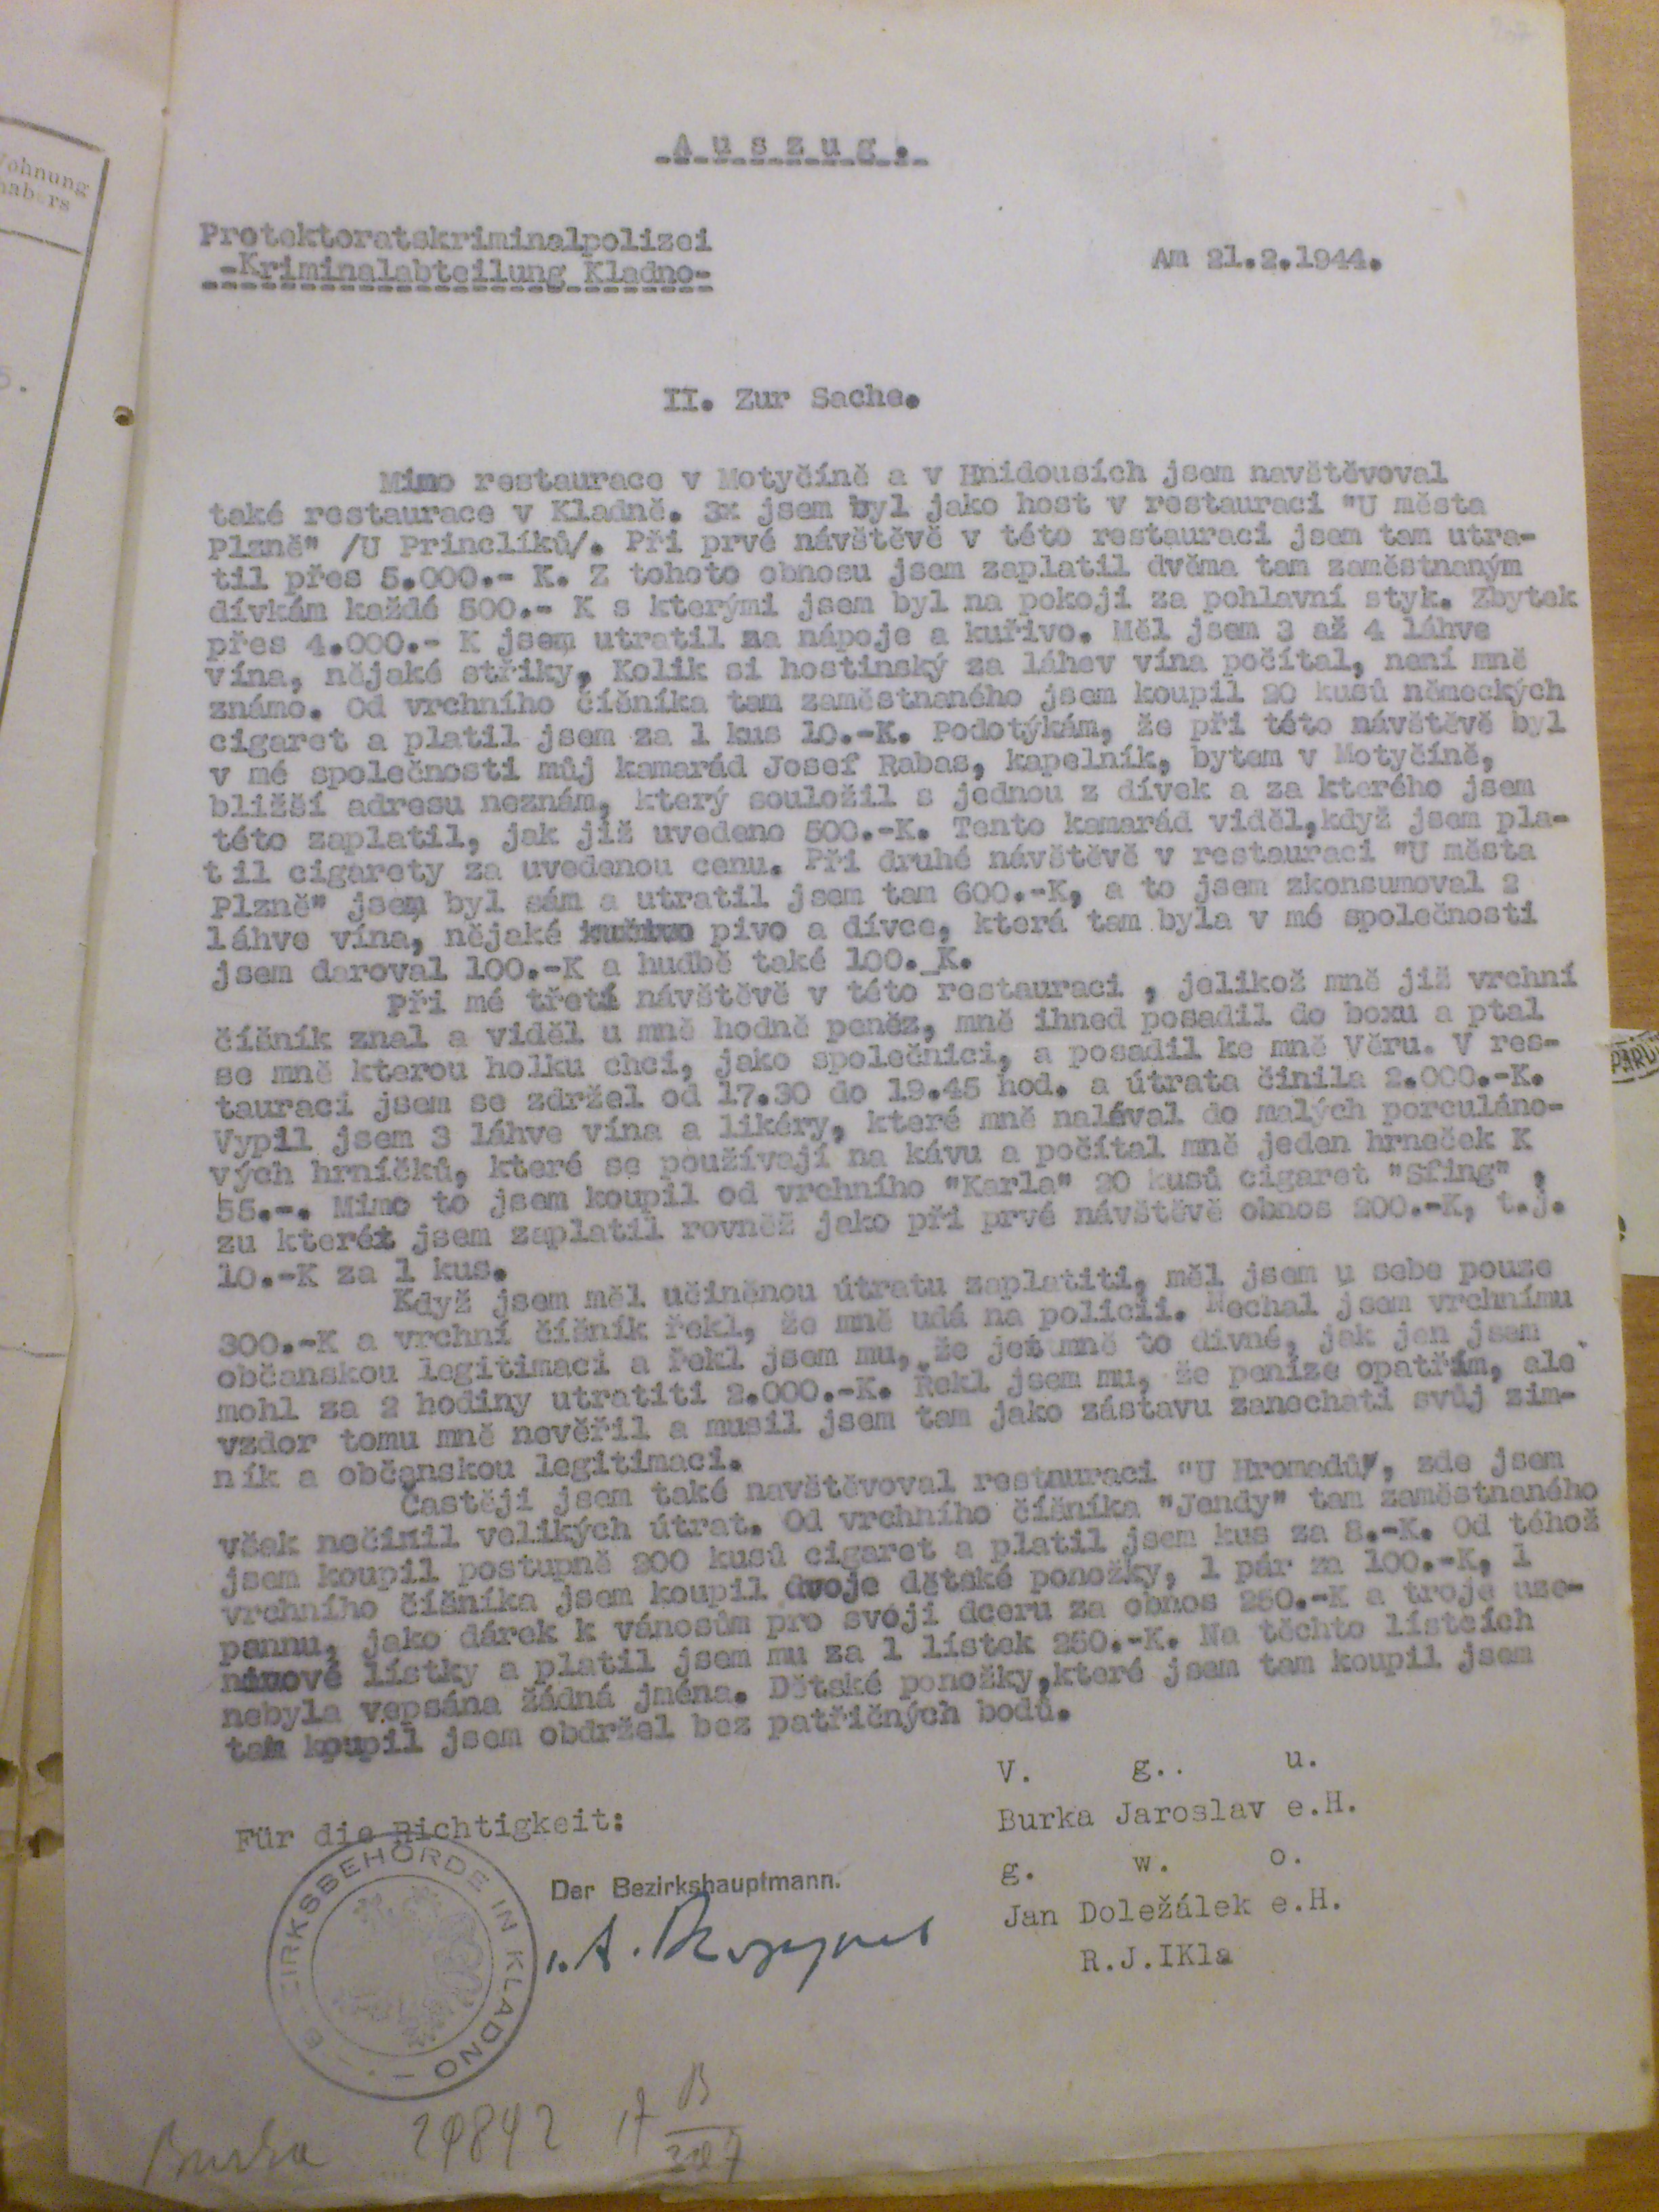 Wohnung
A u s z u g .
Protektoratskriminalpolizei
-Kriminalabteilung Kladno-
Am 21.2.1944.
II. Zur Sache.
Mimo restaurace v Motyčíně a v Hnidousích jsem navštěvoval
také restaurace v Kladně. 3x jsem byl jako host v restauraci "U města
Plzně" /U Princlíků/. Při prvé návštěvě v této restauraci jsem tam utra-
til přes 5.000.- K. Z tohoto obnosu jsem zaplatil dvěma tam zaměstnaným
dívkám každé 500.- K s kterými jsem byl na pokoji za pohlavní styk. Zbytek
přes 4.000.- K jsem utratil za nápoje a kuřivo. Měl jsem 3 až 4 láhve
vína, nějaké střiky, Kolik si hostinský za láhev vína počítal, není mně
známo. Od vrchního číšníka tam zaměstnaného jsem koupil 20 kusů německých
cigaret a platil jsem za 1 kus 10.-K. Podotýkám, že při této návštěvě byl
v mé společnosti můj kamarád Josef Rabas, kapelník, bytem v Motyčíně,
bližší adresu neznám, který souložil s jednou z dívek a za kterého jsem
této zaplatil, jak již uvedeno 500.-K. Tento kamarád viděl,když jsem pla-
til cigarety za uvedenou cenu. Při druhé návštěvě v restauraci "U města
Plzně" jsem byl sám a utratil jsem tam 600.-K, a to jsem zkonsumoval 2
láhve vína, nějaké pivo a dívce, která tam byla v mé společnosti
jsem daroval 100.-K a hudbě také 100._K.
Při mé třetí návštěvě v této restauraci , jelikož mně již vrchní
číšník znal a viděl u mně hodně peněz, mně ihned posadil do boxu a ptal
se mně kterou holku chci, jako společnici, a posadil ke mně Věru. V res-
tauraci jsem se zdržel od 17.30 do 19.45 hod. a útrata činila 2.000.-K.
Vypil jsem 3 láhve vína a likéry, které mně naléval do malých porculáno-
vých hrníčků, které se používají na kávu a počítal mně jeden hrneček K
55.-. Mimo to jsem koupil od vrchního "Karla" 20 kusů cigaret "Sfing" ,
zu které jsem zaplatil rovněž jako při prvé návštěvě obnos 200.-K, t.j.
10.-K za 1 kus.
Když jsem měl učiněnou útratu zaplatiti, měl jsem u sebe pouze
300.-K a vrchní číšník řekl, že mně udá na policii. Nechal jsem vrchnímu
občanskou legitimaci a řekl jsem mu, že je mně to divné, jak jen jsem
mohl za 2 hodiny utratiti 2.000.-K. Řekl jsem mu, že peníze opatřím, ale
vzdor tomu mně nevěřil a musil jsem tam jako zástavu zanechati svůj zim-
ník a občanskou legitimaci.
Častěji jsem také navštěvoval restauraci "U Hromadů", zde jsem
však nečinil velikých útrat. Od vrchního číšníka "Jendy" tam zaměstnaného
jsem koupil postupně 200 kusů cigaret a platil jsem kus za 8.-K. Od téhož
vrchního číšníka jsem koupil dvoje dětské ponožky, 1 pár za 100.-K, 1
pannu, jako dárek k vánosům pro svoji dceru za obnos 250.-K a troje use-
nové lístky a platil jsem mu za 1 lístek 250.-K. Na těchto lístcích
nebyla vepsána žádná jména. Dětské ponožky,které jsem tam koupil jsem
tam koupil jsem obdržel bez patřičných bodů.
V. g.. u.
Burka Jaroslav e.H.
g. w. o.
Jan Doležálek e.H.
R.J.IKla
Für die Richtigkeit:
Der Bezirkshauptmann.
BEZIRKSBEHÖRDE IN KLADNO
Burka 29842